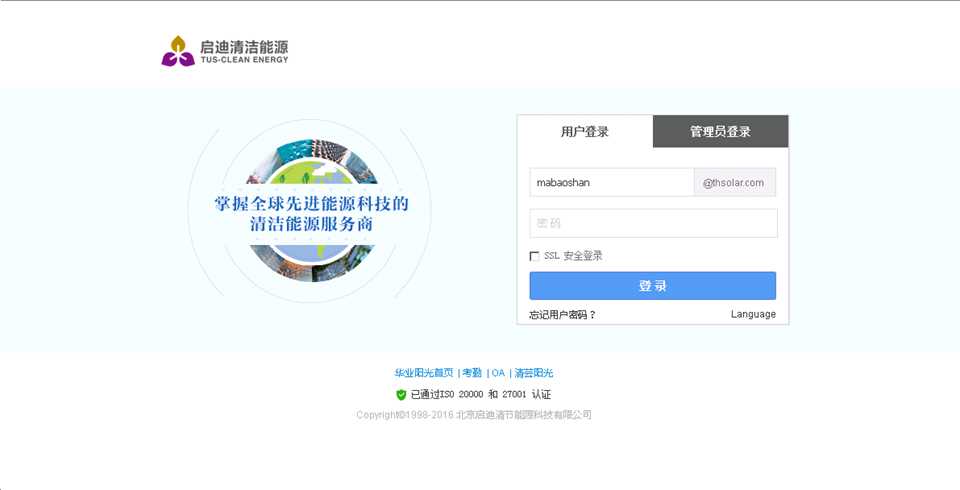 启迪清洁能源
TUS-CLEAN ENERGY
掌握全球先进能源科技的
清洁能源服务商
用户登录 管理员登录
mabaoshan @thsolar.com
密码
SSL 安全登录
登 录
忘记用户密码？ Language
华业阳光首页 | 考勤 | OA | 清芸阳光
已通过ISO 20000 和 27001 认证
Copyright©1998-2016 北京启迪清节能源科技有限公司